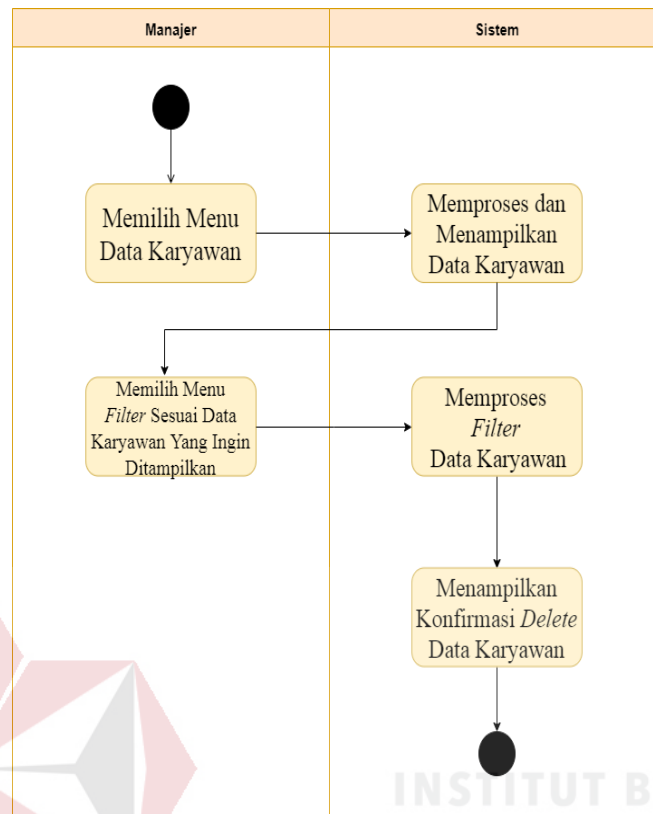 Manajer
Sistem
Memilih Menu
Data Karyawan
Memproses dan
Menampilkan
Data Karyawan
Memilih Menu
Filter Sesuai Data
Karyawan Yang Ingin
Ditampilkan
Memproses
Filter
Data Karyawan
Menampilkan
Konfirmasi Delete
Data Karyawan
INSTITUT B